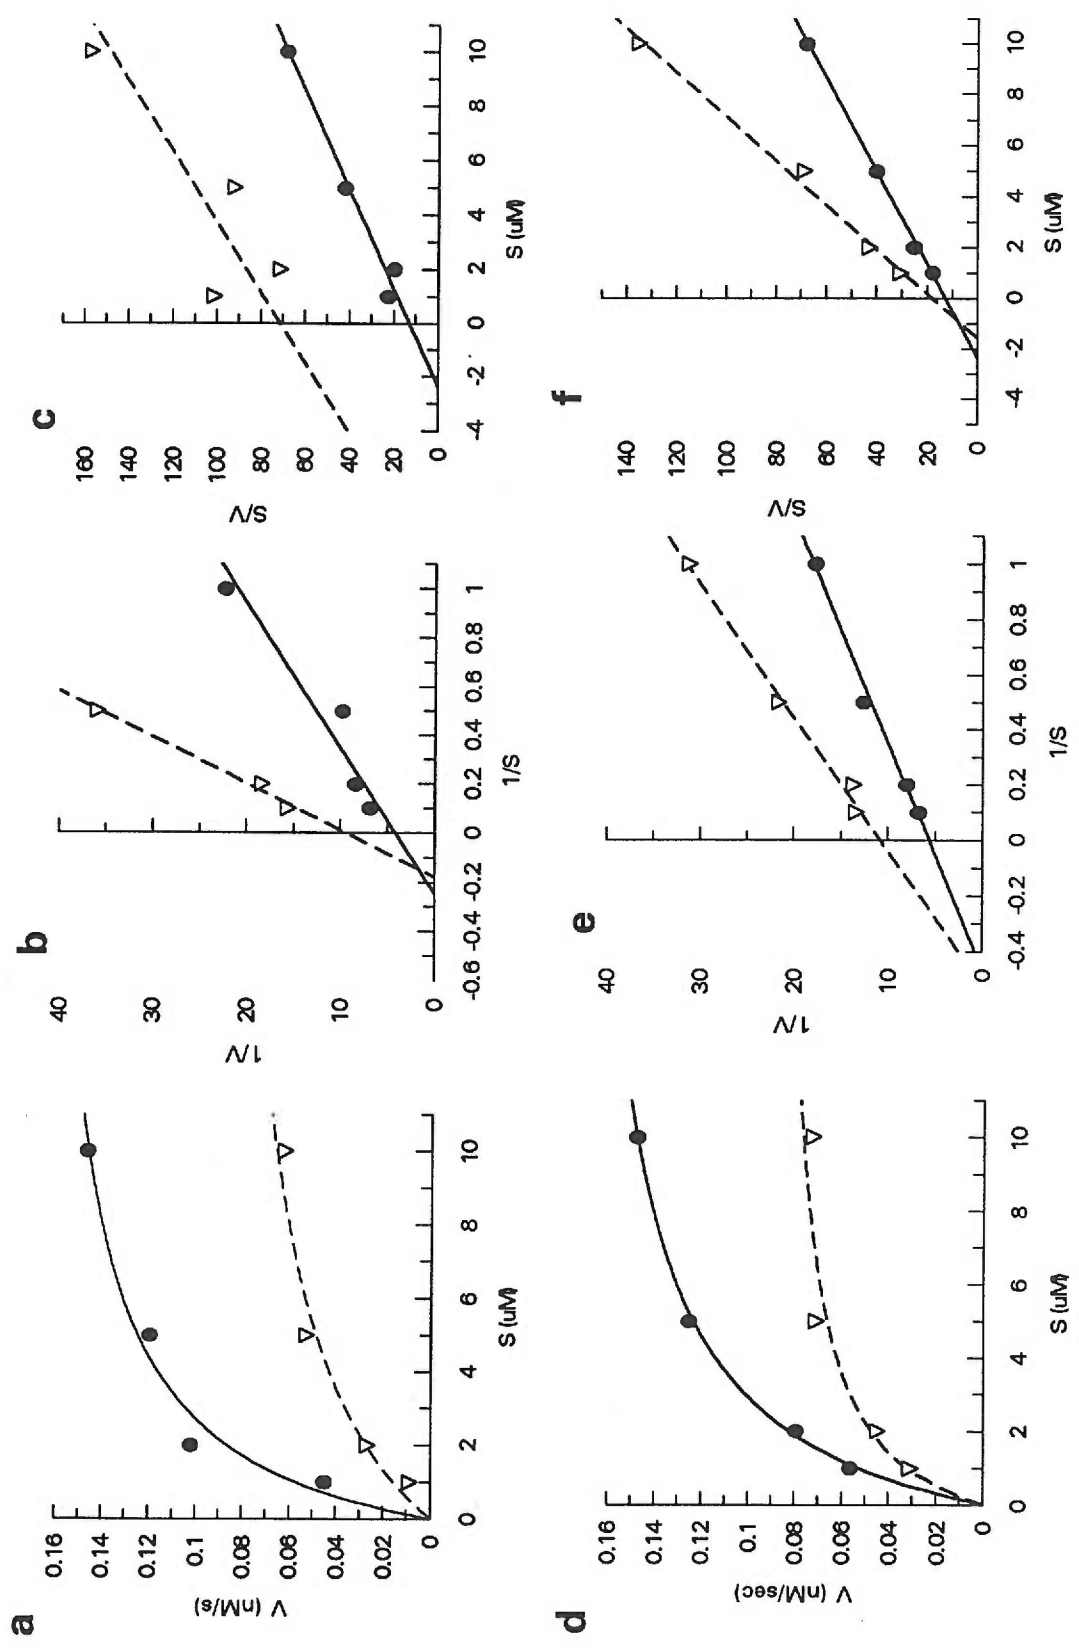 a
V (nM/s)
0.16
0.14
0.12
0.1
0.08
0.06
0.04
0.02
0
0 2 4 6 8 10
S (uM)
b
1/V
40
30
20
10
0
-0.6 -0.4 -0.2 0 0.2 0.4 0.6 0.8 1
1/S
c
S/V
160
140
120
100
80
60
40
20
0
-4 -2 0 2 4 6 8 10
S (uM)
d
V (nM/sec)
0.16
0.14
0.12
0.1
0.08
0.06
0.04
0.02
0
0 2 4 6 8 10
S (uM)
e
1/V
40
30
20
10
0
-0.4 -0.2 0 0.2 0.4 0.6 0.8 1
1/S
f
S/V
140
120
100
80
60
40
20
0
-4 -2 0 2 4 6 8 10
S (uM)